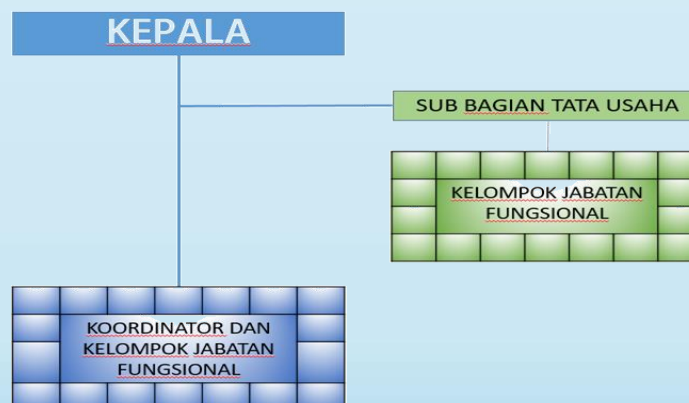 KEPALA
SUB BAGIAN TATA USAHA
KELOMPOK JABATAN
FUNGSIONAL
KOORDINATOR DAN
KELOMPOK JABATAN
FUNGSIONAL